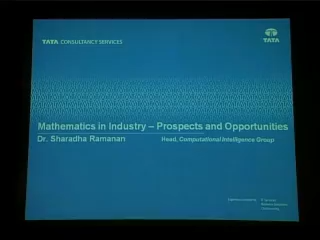 TATA CONSULTANCY SERVICES
TATA
Mathematics in Industry – Prospects and Opportunities
Dr. Sharadha Ramanan Head, Computational Intelligence Group